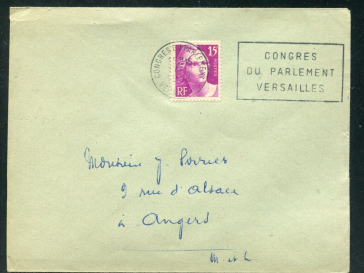 15
RF
CONGRES
DU PARLEMENT
VERSAILLES
Monsieur J. Poirier
9 rue d'Alsace
à Angers
M et L